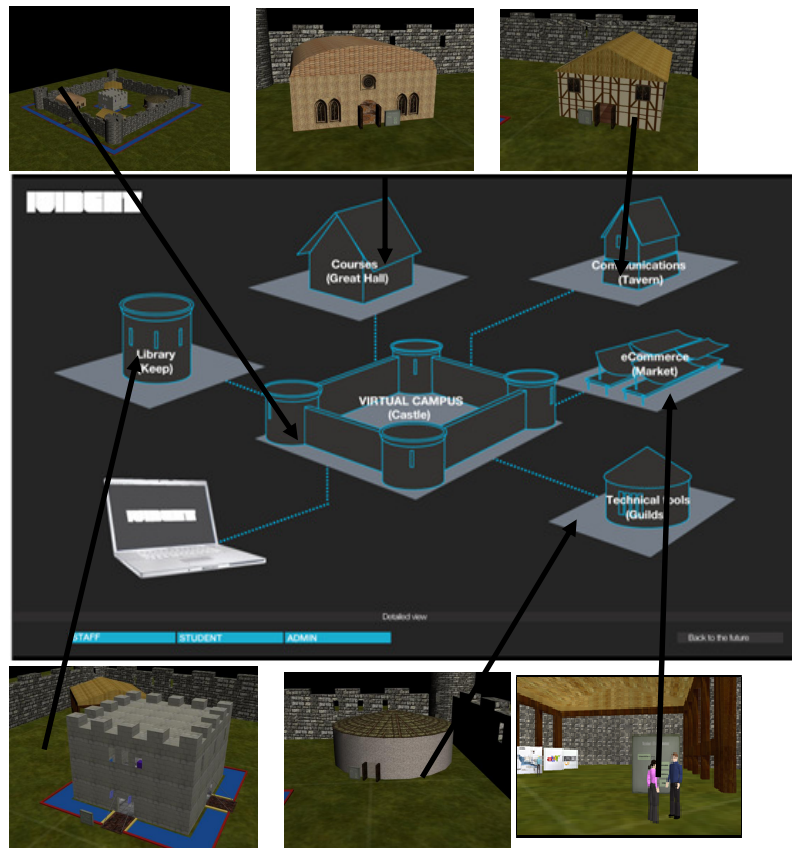 Courses
(Great Hall)
Communications
(Tavern)
Library
(Keep)
eCommerce
(Market)
VIRTUAL CAMPUS
(Castle)
Technical tools
(Guilds
Detailed view
STAFF
STUDENT
ADMIN
Back to the future